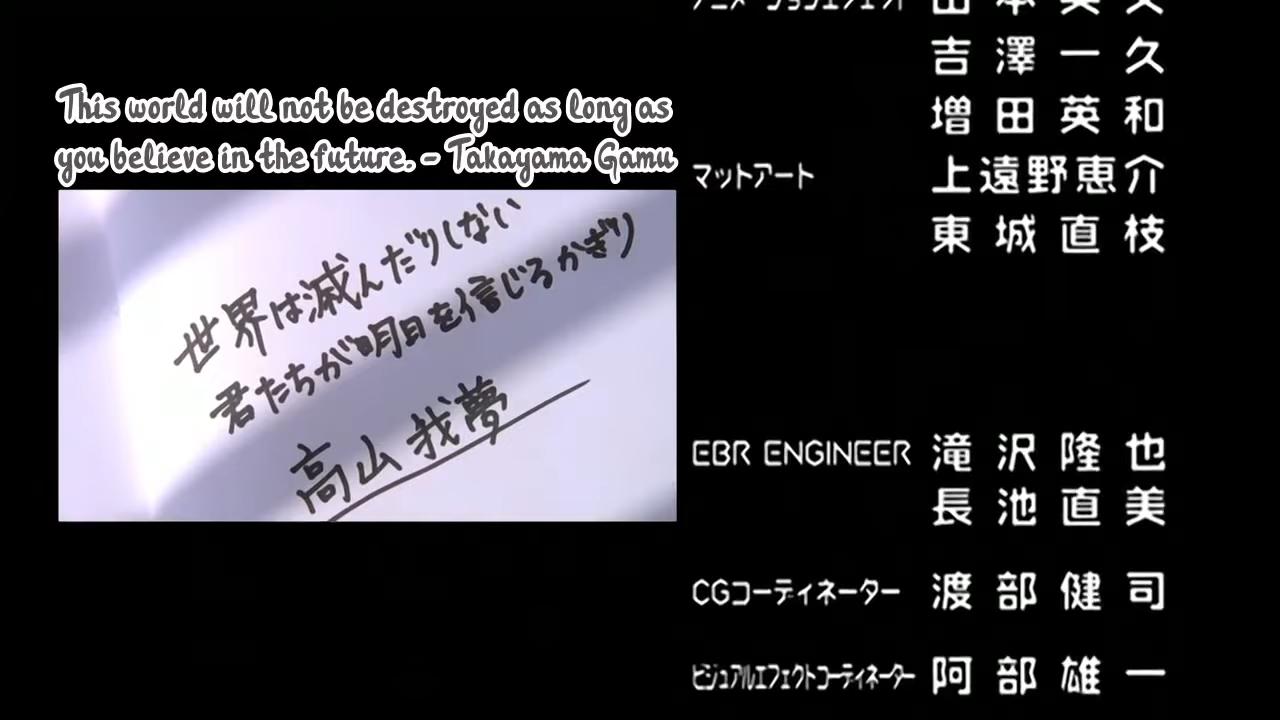 This world will not be destroyed as long as
you believe in the future. - Takayama Gamu
世界は滅んだりしない
君たちが明日を信じるかぎり
高山我夢
吉澤一久
増田英和
マットアート 上遠野恵介
東城直枝
EBR ENGINEER 滝沢隆也
長池直美
CGコーディネーター 渡部健司
ビジュアルエフェクトコーディネーター 阿部雄一